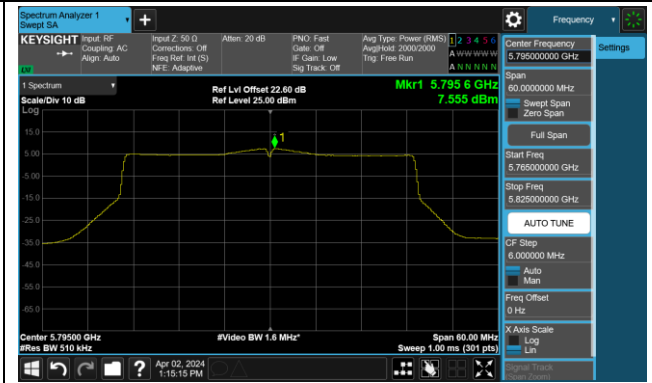 Spectrum Analyzer 1
Swept SA
+
Frequency
KEYSIGHT Input: RF
Coupling: AC
Align: Auto
Input Z: 50 Ω
Corrections: Off
Freq Ref: Int (S)
NFE: Adaptive
Atten: 20 dB
PNO: Fast
Gate: Off
IF Gain: Low
Sig Track: Off
Avg Type: Power (RMS)
Avg|Hold: 2000/2000
Trig: Free Run
1 2 3 4 5 6
A W W W W W
A N N N N N
LXI
1 Spectrum
Scale/Div 10 dB
Log
Ref Lvl Offset 22.60 dB
Ref Level 25.00 dBm
Mkr1 5.795 6 GHz
7.555 dBm
15.0
5.00
-5.00
-15.0
-25.0
-35.0
-45.0
-55.0
-65.0
1
Center 5.79500 GHz
#Res BW 510 kHz
#Video BW 1.6 MHz*
Span 60.00 MHz
Sweep 1.00 ms (301 pts)
?
Apr 02, 2024
1:15:15 PM
Center Frequency
5.795000000 GHz
Settings
Span
60.0000000 MHz
Swept Span
Zero Span
Full Span
Start Freq
5.765000000 GHz
Stop Freq
5.825000000 GHz
AUTO TUNE
CF Step
6.000000 MHz
Auto
Man
Freq Offset
0 Hz
X Axis Scale
Log
Lin
Signal Track
(Span Zoom)